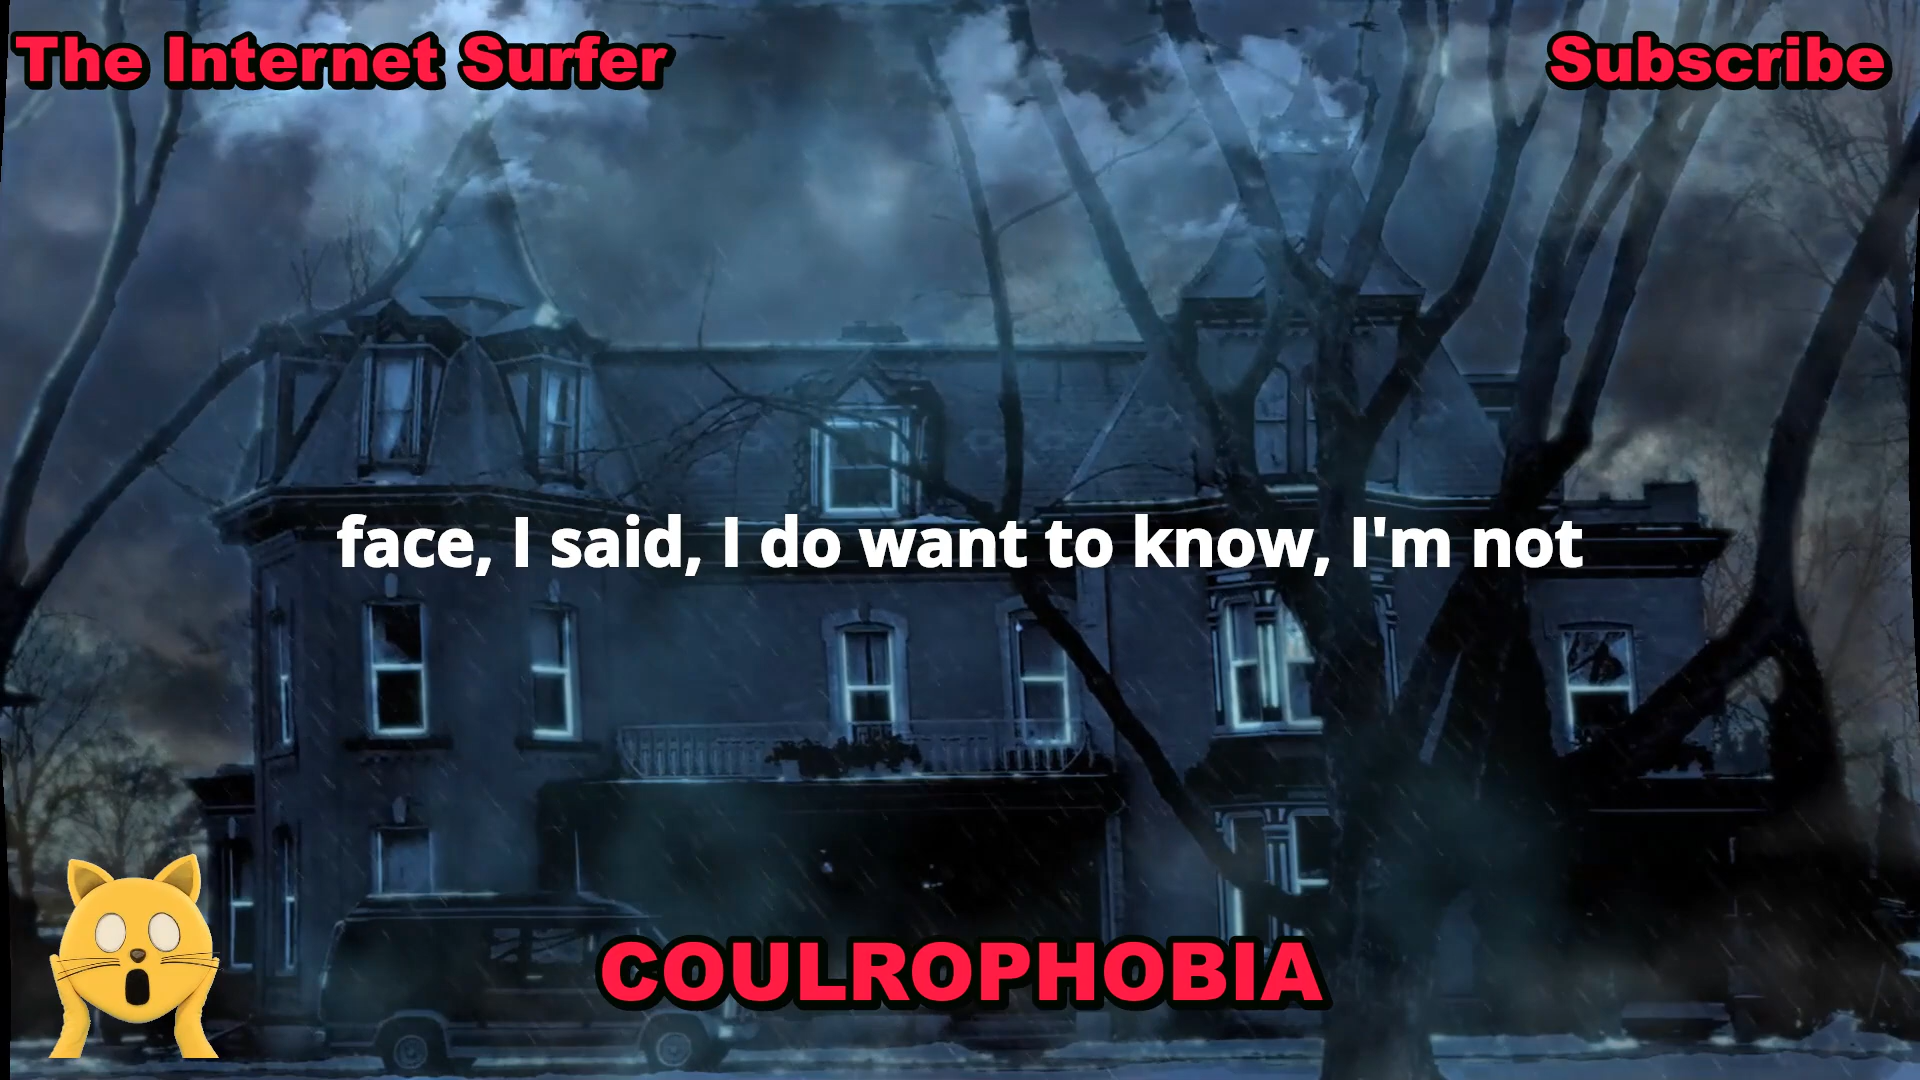 The Internet Surfer
Subscribe
face, I said, I do want to know, I'm not
COULROPHOBIA